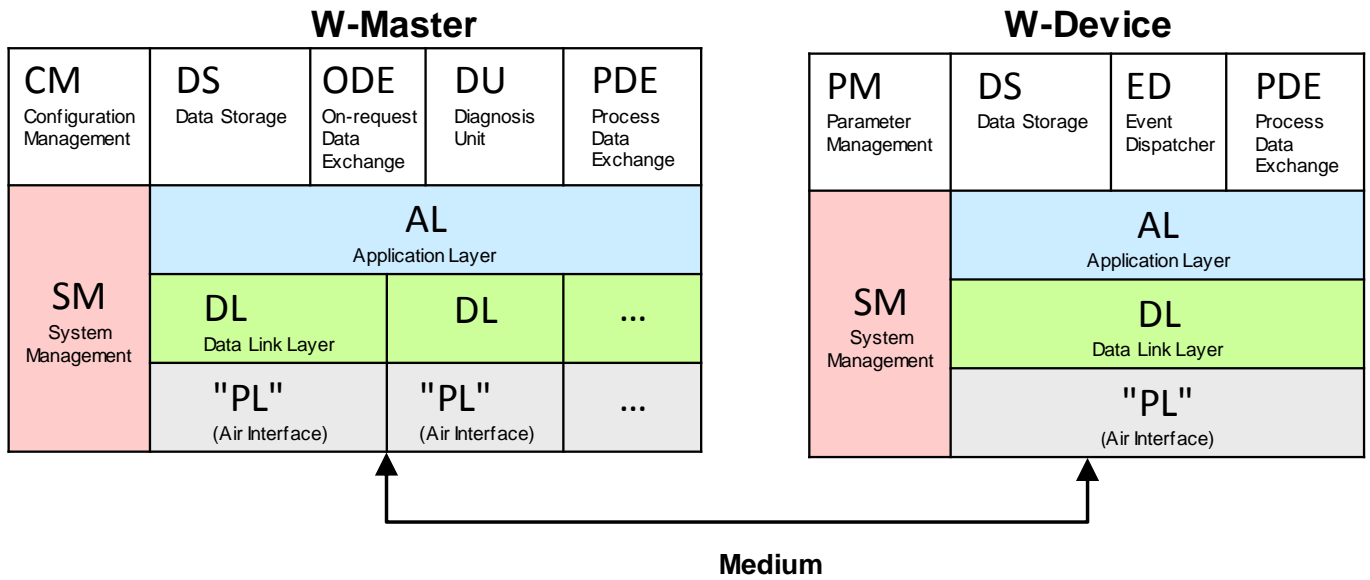 W-Master
W-Device
CM
Configuration
Management
DS
Data Storage
ODE
On-request
Data
Exchange
DU
Diagnosis
Unit
PDE
Process
Data
Exchange
SM
System
Management
AL
Application Layer
DL
Data Link Layer
DL
...
"PL"
(Air Interface)
"PL"
(Air Interface)
...
PM
Parameter
Management
DS
Data Storage
ED
Event
Dispatcher
PDE
Process
Data
Exchange
SM
System
Management
AL
Application Layer
DL
Data Link Layer
"PL"
(Air Interface)
Medium